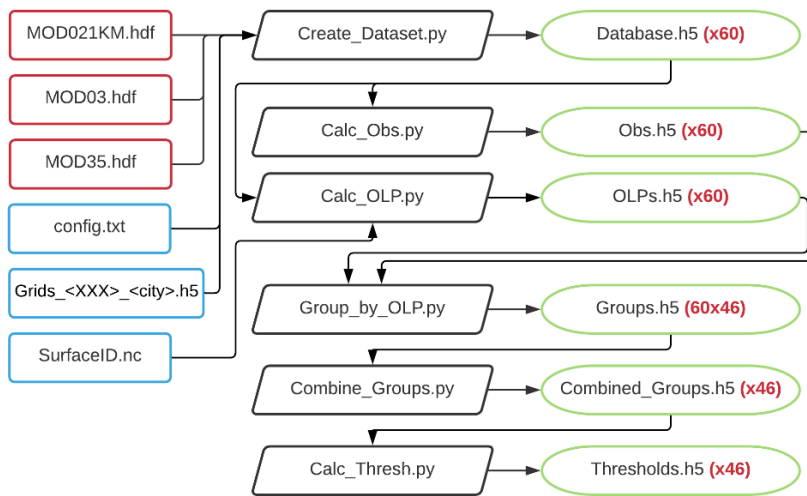 MOD021KM.hdf
Create_Dataset.py
Database.h5 (x60)
MOD03.hdf
Calc_Obs.py
Obs.h5 (x60)
MOD35.hdf
Calc_OLP.py
OLPs.h5 (x60)
config.txt
Grids_<XXX>_<city>.h5
Group_by_OLP.py
Groups.h5 (60x46)
SurfaceID.nc
Combine_Groups.py
Combined_Groups.h5 (x46)
Calc_Thresh.py
Thresholds.h5 (x46)